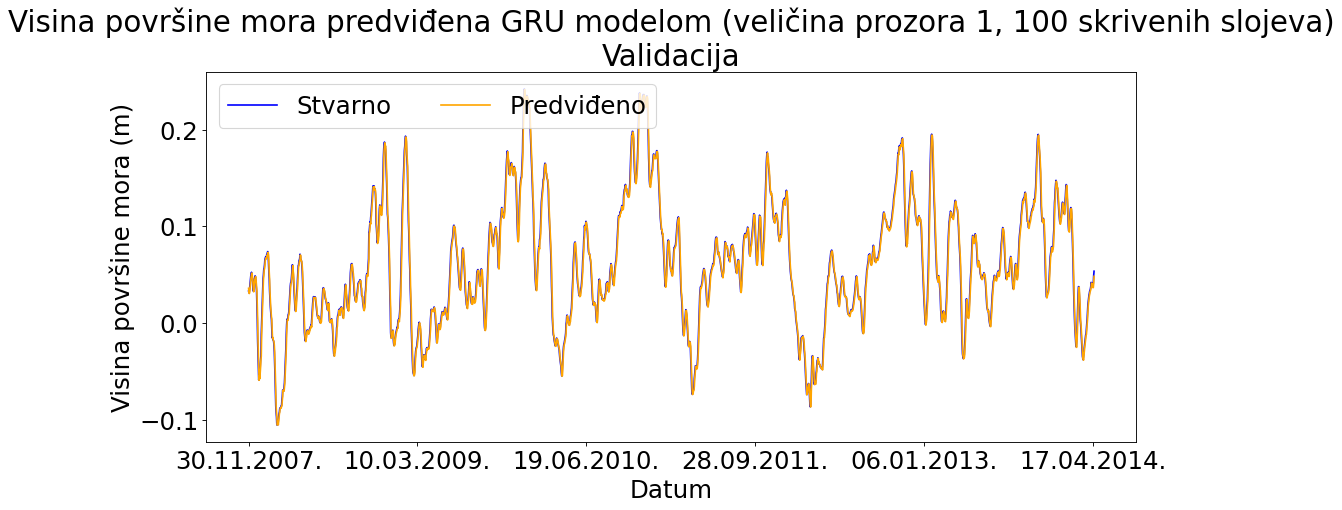 Visina površine mora predviđena GRU modelom (veličina prozora 1, 100 skrivenih slojeva)
Validacija
Stvarno Predviđeno
Visina površine mora (m)
0.2
0.1
0.0
−0.1
30.11.2007. 10.03.2009. 19.06.2010. 28.09.2011. 06.01.2013. 17.04.2014.
Datum